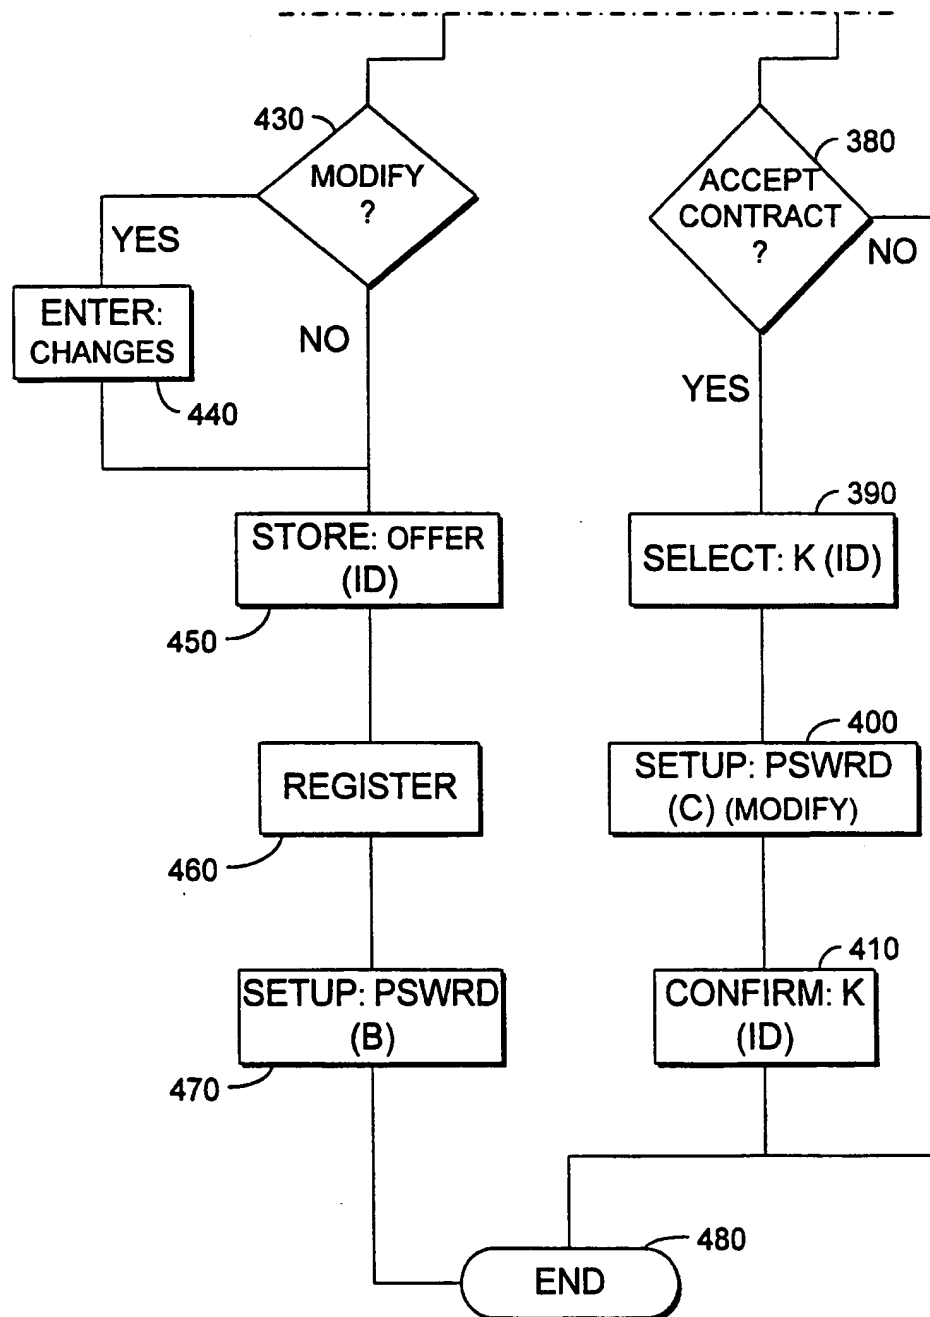 430
MODIFY
?
YES
NO
ENTER:
CHANGES
440
STORE: OFFER
(ID)
450
REGISTER
460
SETUP: PSWRD
(B)
470
380
ACCEPT
CONTRACT
?
NO
YES
390
SELECT: K (ID)
400
SETUP: PSWRD
(C) (MODIFY)
410
CONFIRM: K
(ID)
480
END